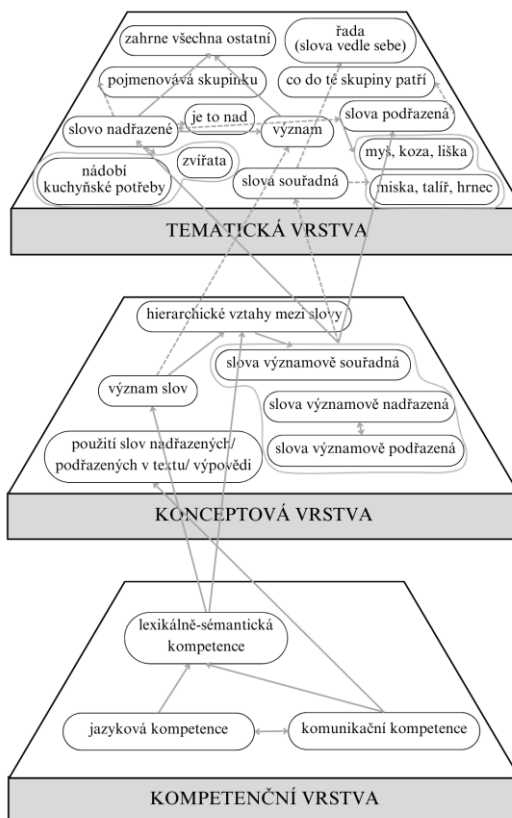 zahrne všechna ostatní
řada
(slova vedle sebe)
pojmenovává skupinku
co do té skupiny patří
slovo nadřazené
je to nad
význam
slova podřazená
nádobí
kuchyňské potřeby
zvířata
slova souřadná
myš, koza, liška
miska, talíř, hrnec
TEMATICKÁ VRSTVA
hierarchické vztahy mezi slovy
slova významově souřadná
význam slov
slova významově nadřazená
použití slov nadřazených/
podřazených v textu/ výpovědi
slova významově podřazená
KONCEPTOVÁ VRSTVA
lexikálně-sémantická
kompetence
jazyková kompetence
komunikační kompetence
KOMPETENČNÍ VRSTVA